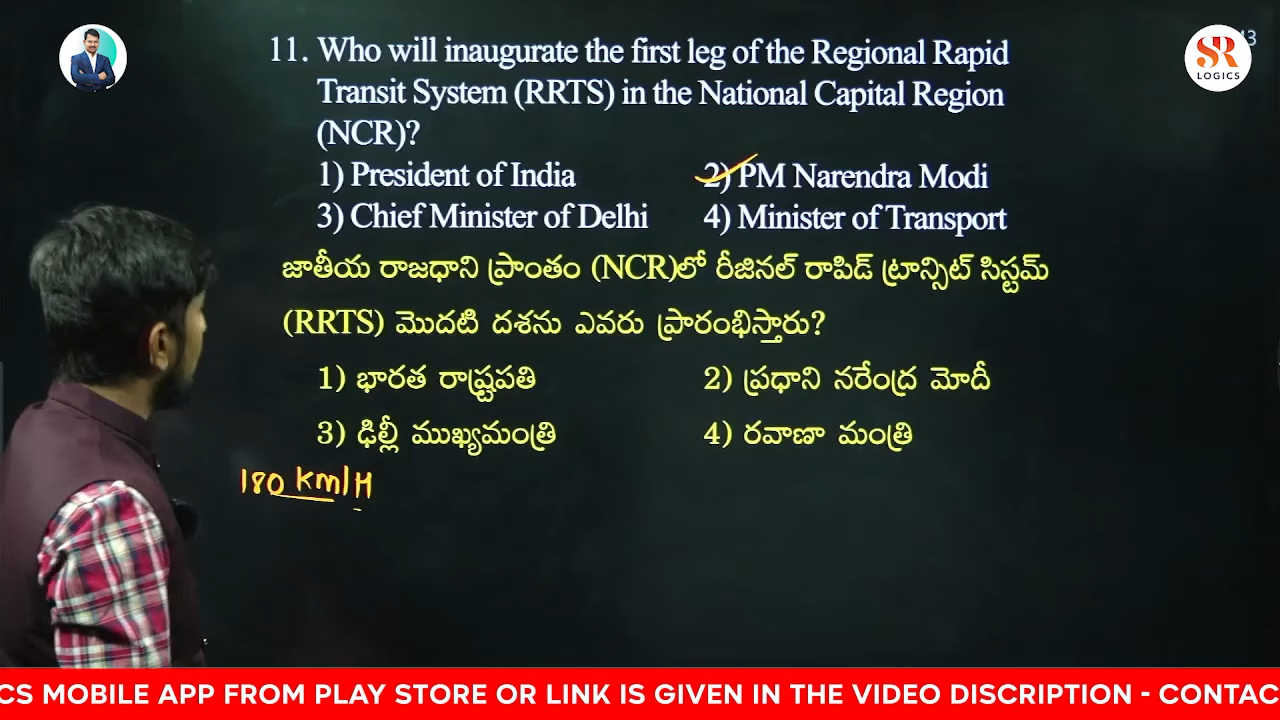 11. Who will inaugurate the first leg of the Regional Rapid
Transit System (RRTS) in the National Capital Region
(NCR)?
1) President of India 2) PM Narendra Modi
3) Chief Minister of Delhi 4) Minister of Transport
జాతీయ రాజధాని ప్రాంతం (NCR)లో రీజినల్ రాపిడ్ ట్రాన్సిట్ సిస్టమ్
(RRTS) మొదటి దశను ఎవరు ప్రారంభిస్తారు?
1) భారత రాష్ట్రపతి 2) ప్రధాని నరేంద్ర మోదీ
3) ఢిల్లీ ముఖ్యమంత్రి 4) రవాణా మంత్రి
180 km/H
SR
LOGICS
CS MOBILE APP FROM PLAY STORE OR LINK IS GIVEN IN THE VIDEO DISCRIPTION - CONTAC